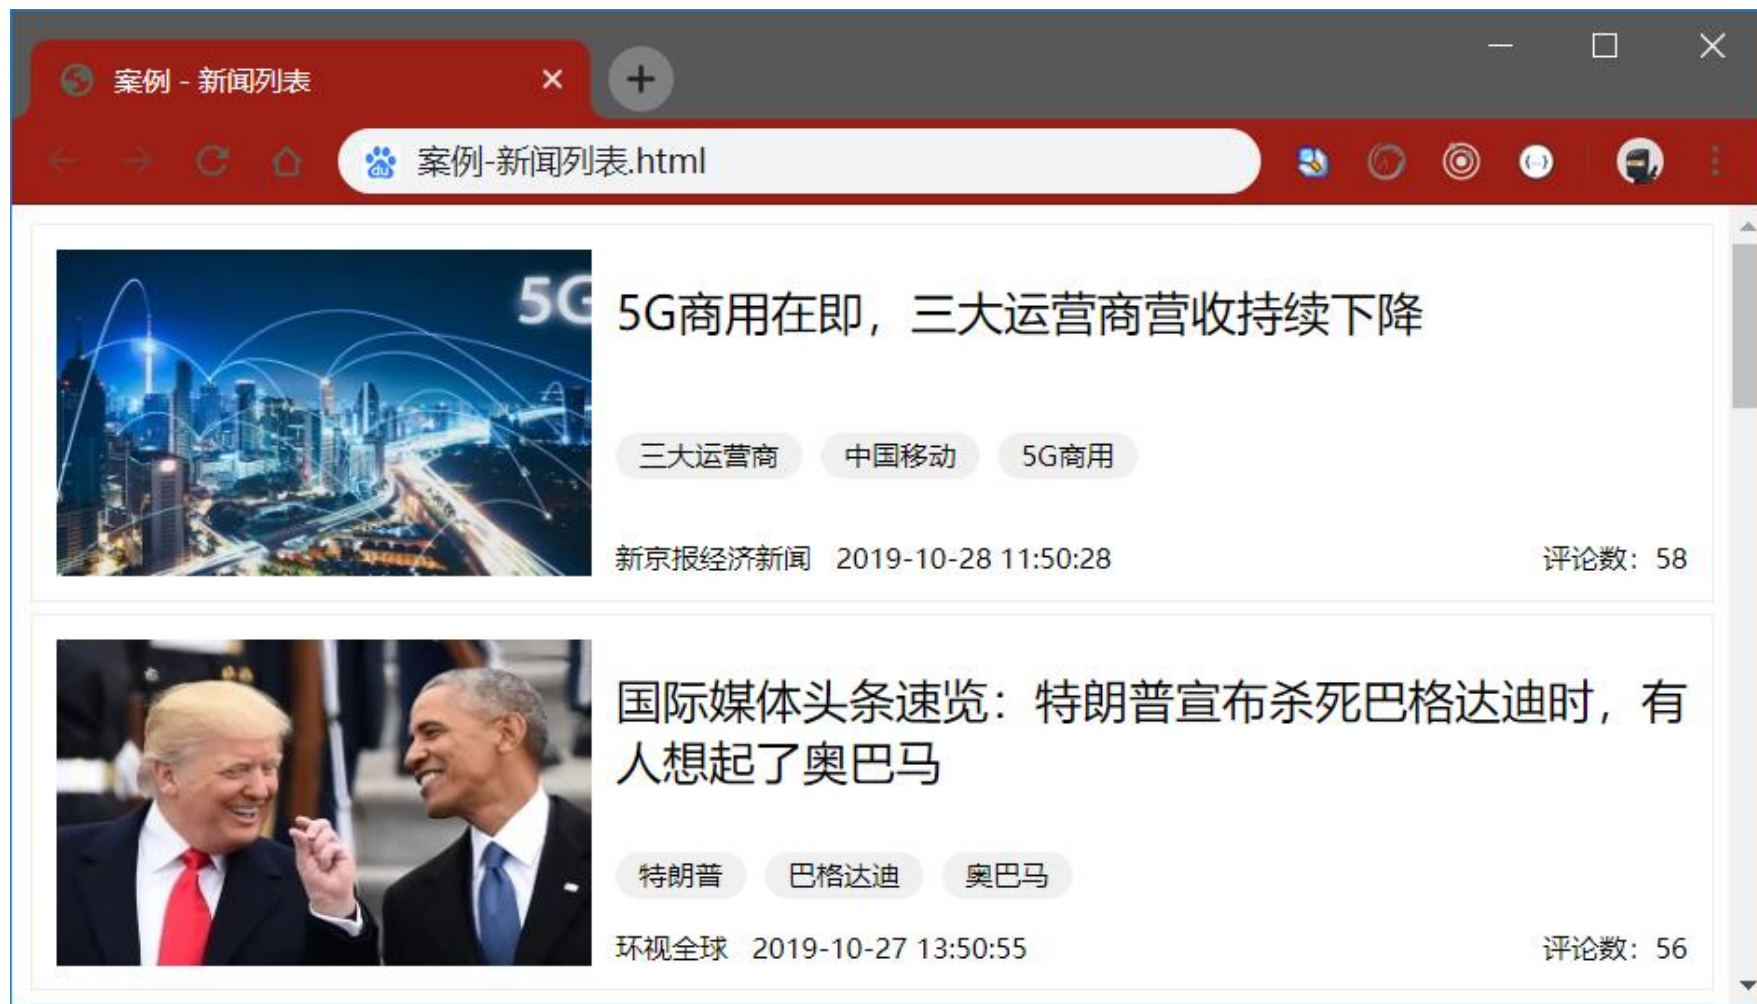 案例 - 新闻列表
案例-新闻列表.html
5G
5G商用在即，三大运营商营收持续下降
三大运营商 中国移动 5G商用
新京报经济新闻 2019-10-28 11:50:28 评论数：58
国际媒体头条速览：特朗普宣布杀死巴格达迪时，有
人想起了奥巴马
特朗普 巴格达迪 奥巴马
环视全球 2019-10-27 13:50:55 评论数：56